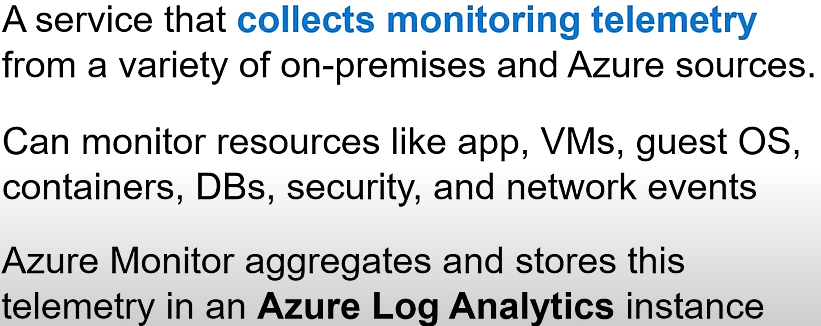 A service that collects monitoring telemetry
from a variety of on-premises and Azure sources.
Can monitor resources like app, VMs, guest OS,
containers, DBs, security, and network events
Azure Monitor aggregates and stores this
telemetry in an Azure Log Analytics instance